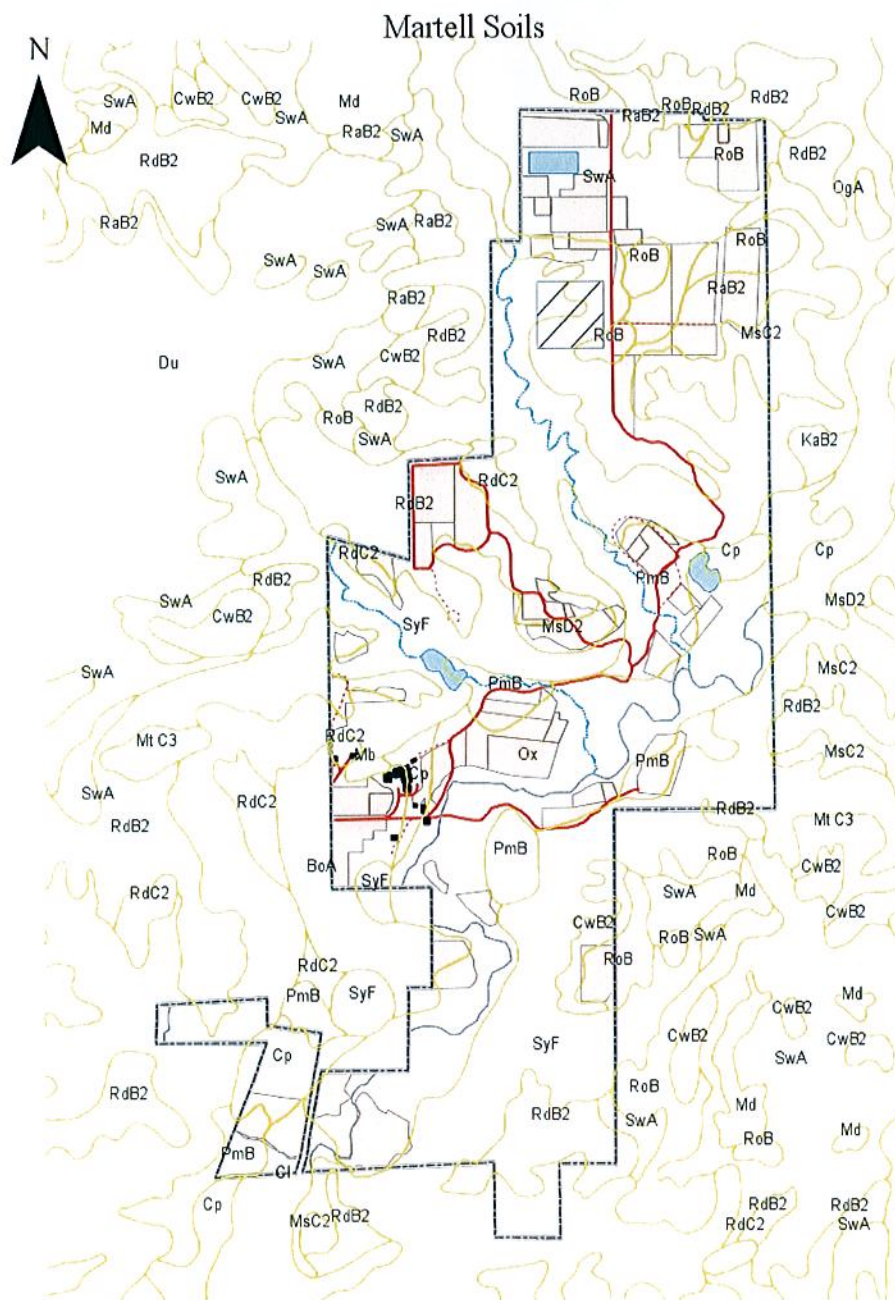 Martell Soils
N
SwA CwB2 CwB2 Md RoB RoB RdB2 RdB2
Md SwA RaB2 SwA RaB2
RdB2 RoB RdB2
SwA OgA
RaB2 SwA RaB2 RoB
SwA SwA RoB
RaB2 RaB2
RdB2 RoB MsC2
Du SwA CwB2
RoB RdB2
SwA KaB2
SwA RdC2
RdB2
RdC2 Cp Cp
RdB2 PmB
SwA CwB2 SyF MsD2 MsD2
SwA PmB MsC2
RdB2
Mt C3 RdC2 Mb Ox PmB MsC2
Cp
SwA RdC2 RdB2
RdB2 Mt C3
PmB RoB
BoA SyF CwB2
RdC2 SwA Md
CwB2 CwB2
RoB SwA
RdC2 RoB
PmB SyF CwB2 Md
CwB2 CwB2
SyF SwA
Cp
RdB2 RoB
RdB2 SwA Md
RoB Md
PmB
Cl
Cp RdB2 RdB2
MsC2 RdB2 RdC2 SwA